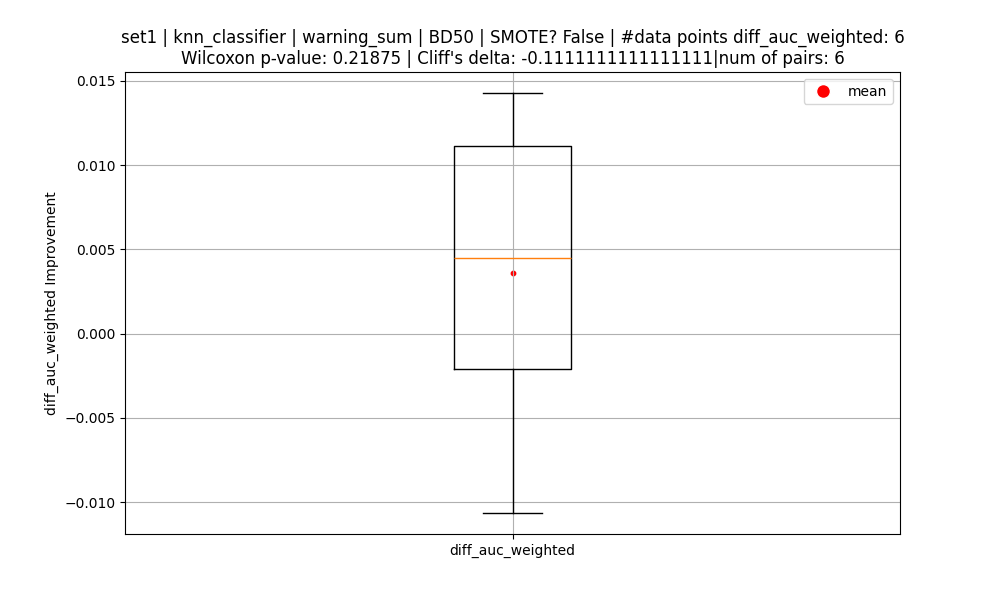 set1 | knn_classifier | warning_sum | BD50 | SMOTE? False | #data points diff_auc_weighted: 6
Wilcoxon p-value: 0.21875 | Cliff's delta: -0.1111111111111111|num of pairs: 6
mean
0.015
0.010
0.005
0.000
−0.005
−0.010
diff_auc_weighted Improvement
diff_auc_weighted